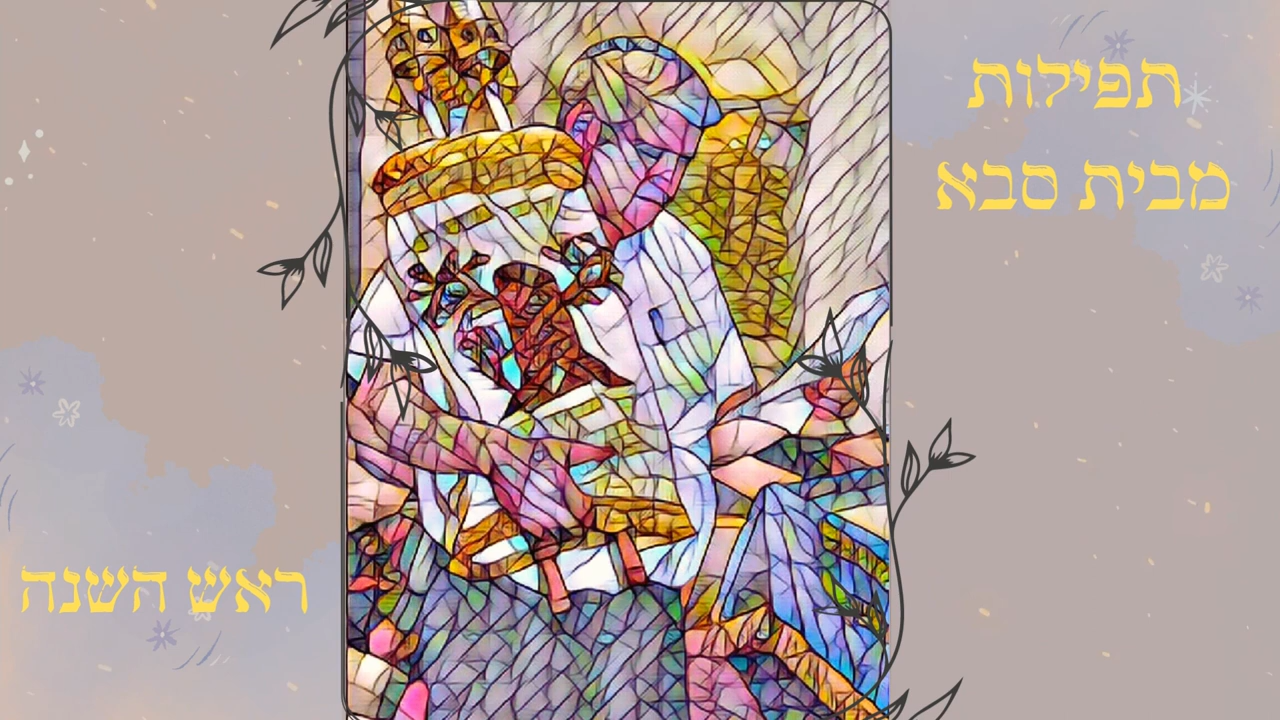 תפילות
מבית סבא
ראש השנה